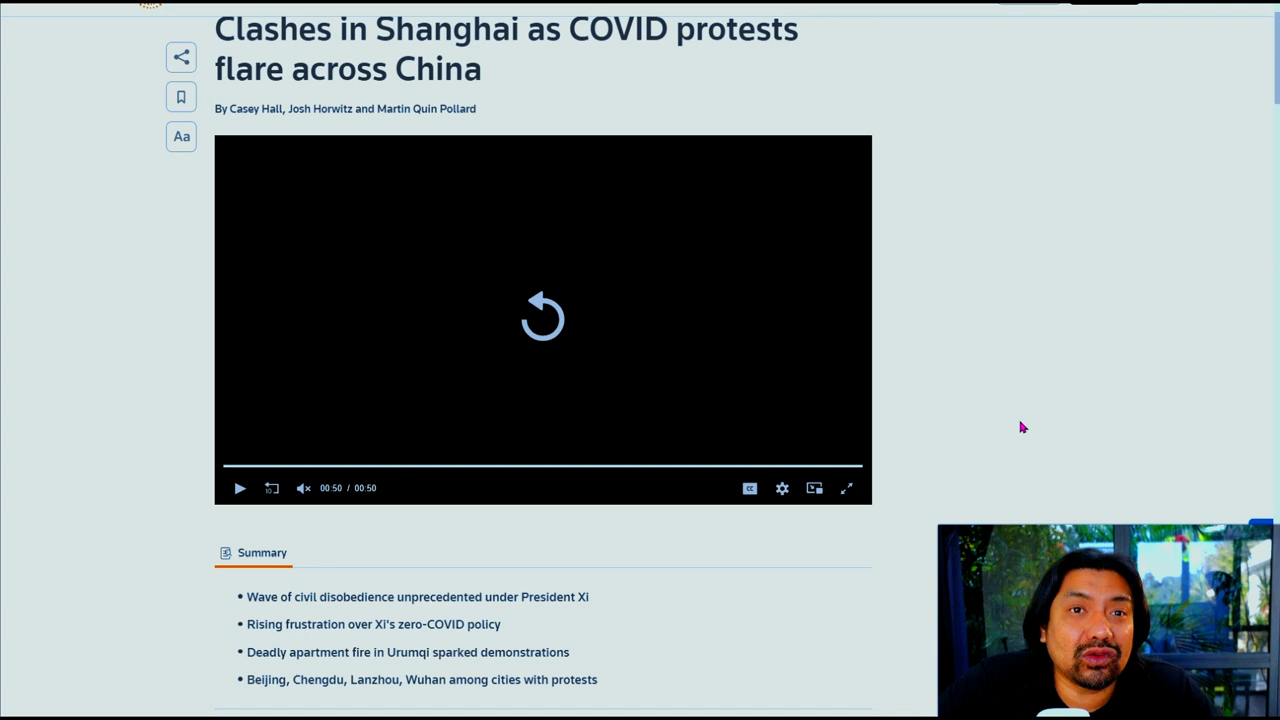 Clashes in Shanghai as COVID protests
flare across China
Aa
By Casey Hall, Josh Horwitz and Martin Quin Pollard
10
00:50 / 00:50
CC
Summary
• Wave of civil disobedience unprecedented under President Xi
• Rising frustration over Xi's zero-COVID policy
• Deadly apartment fire in Urumqi sparked demonstrations
• Beijing, Chengdu, Lanzhou, Wuhan among cities with protests